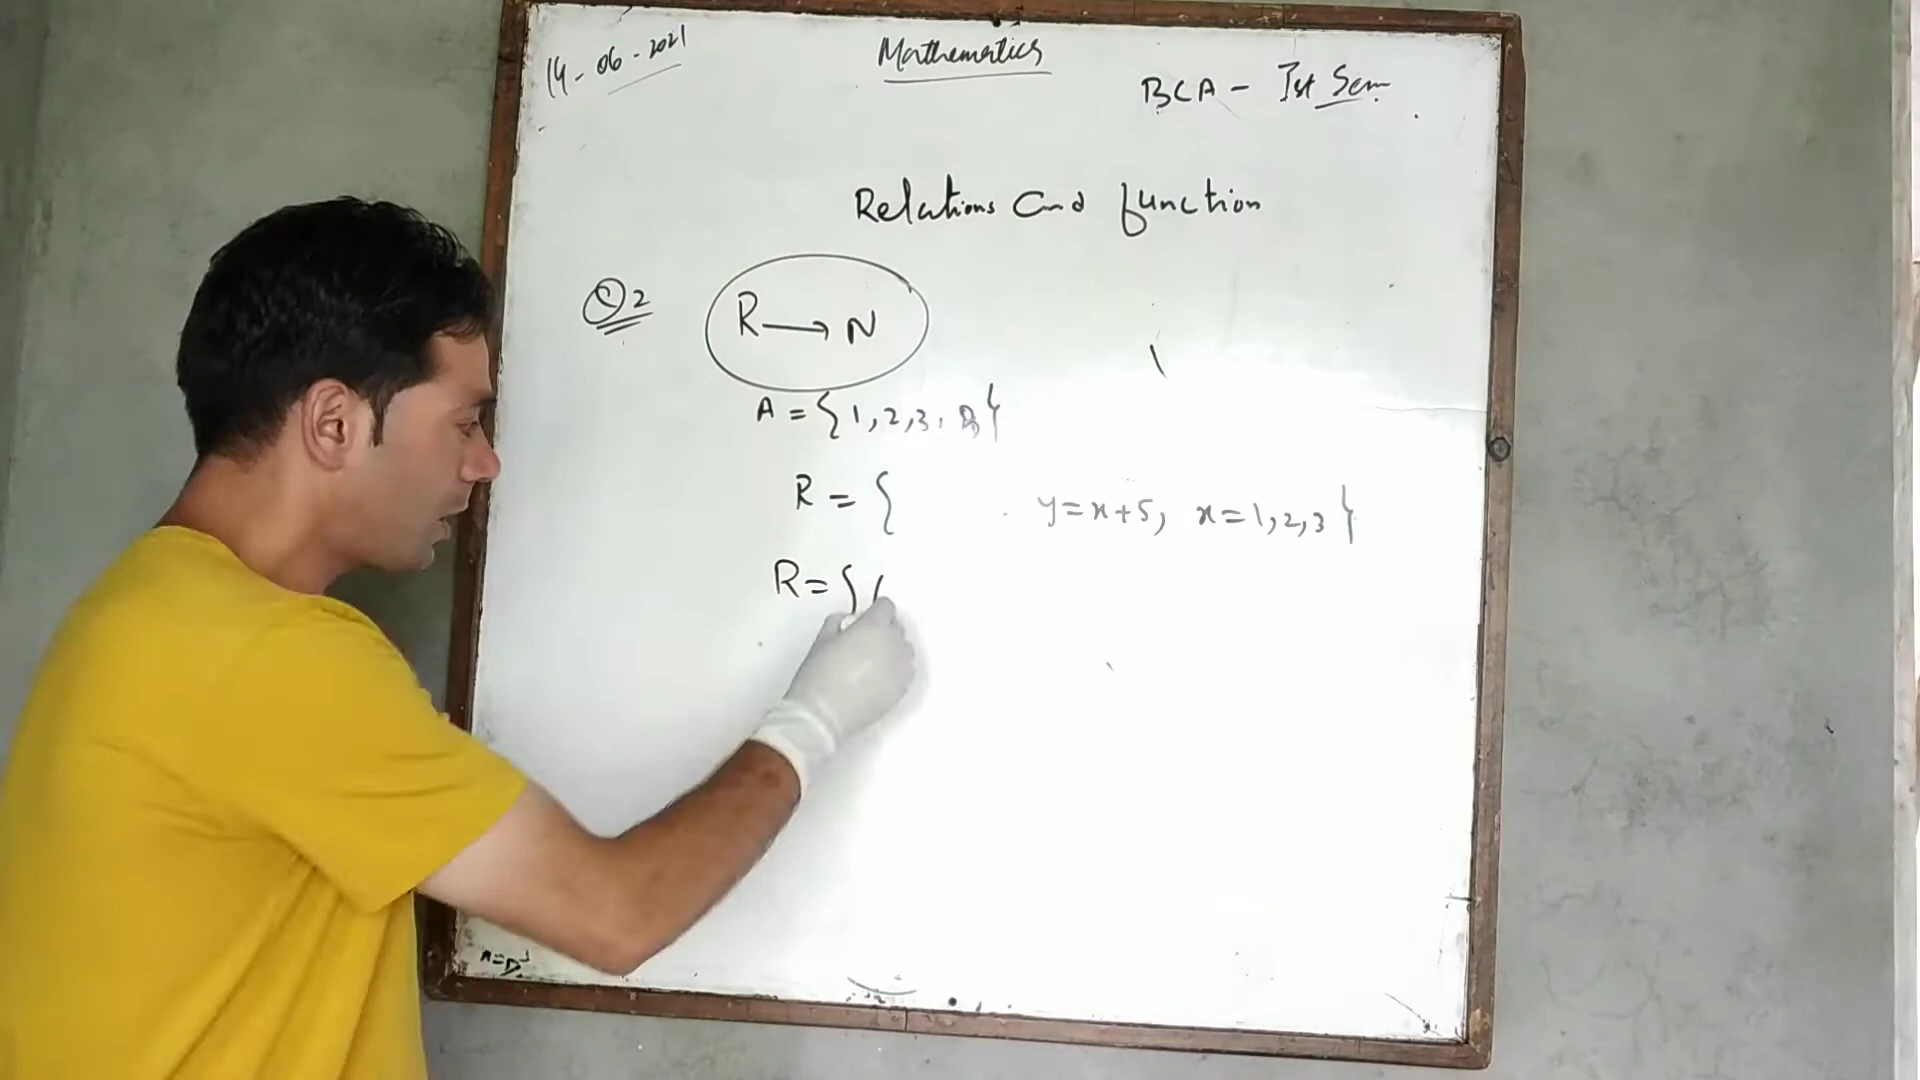 14-06-2021
Mathematics
BCA - Ist Sem
Relations and function
Q2
R → N
A = {1,2,3, }
R = { y=x+5, x=1,2,3 }
R = { (